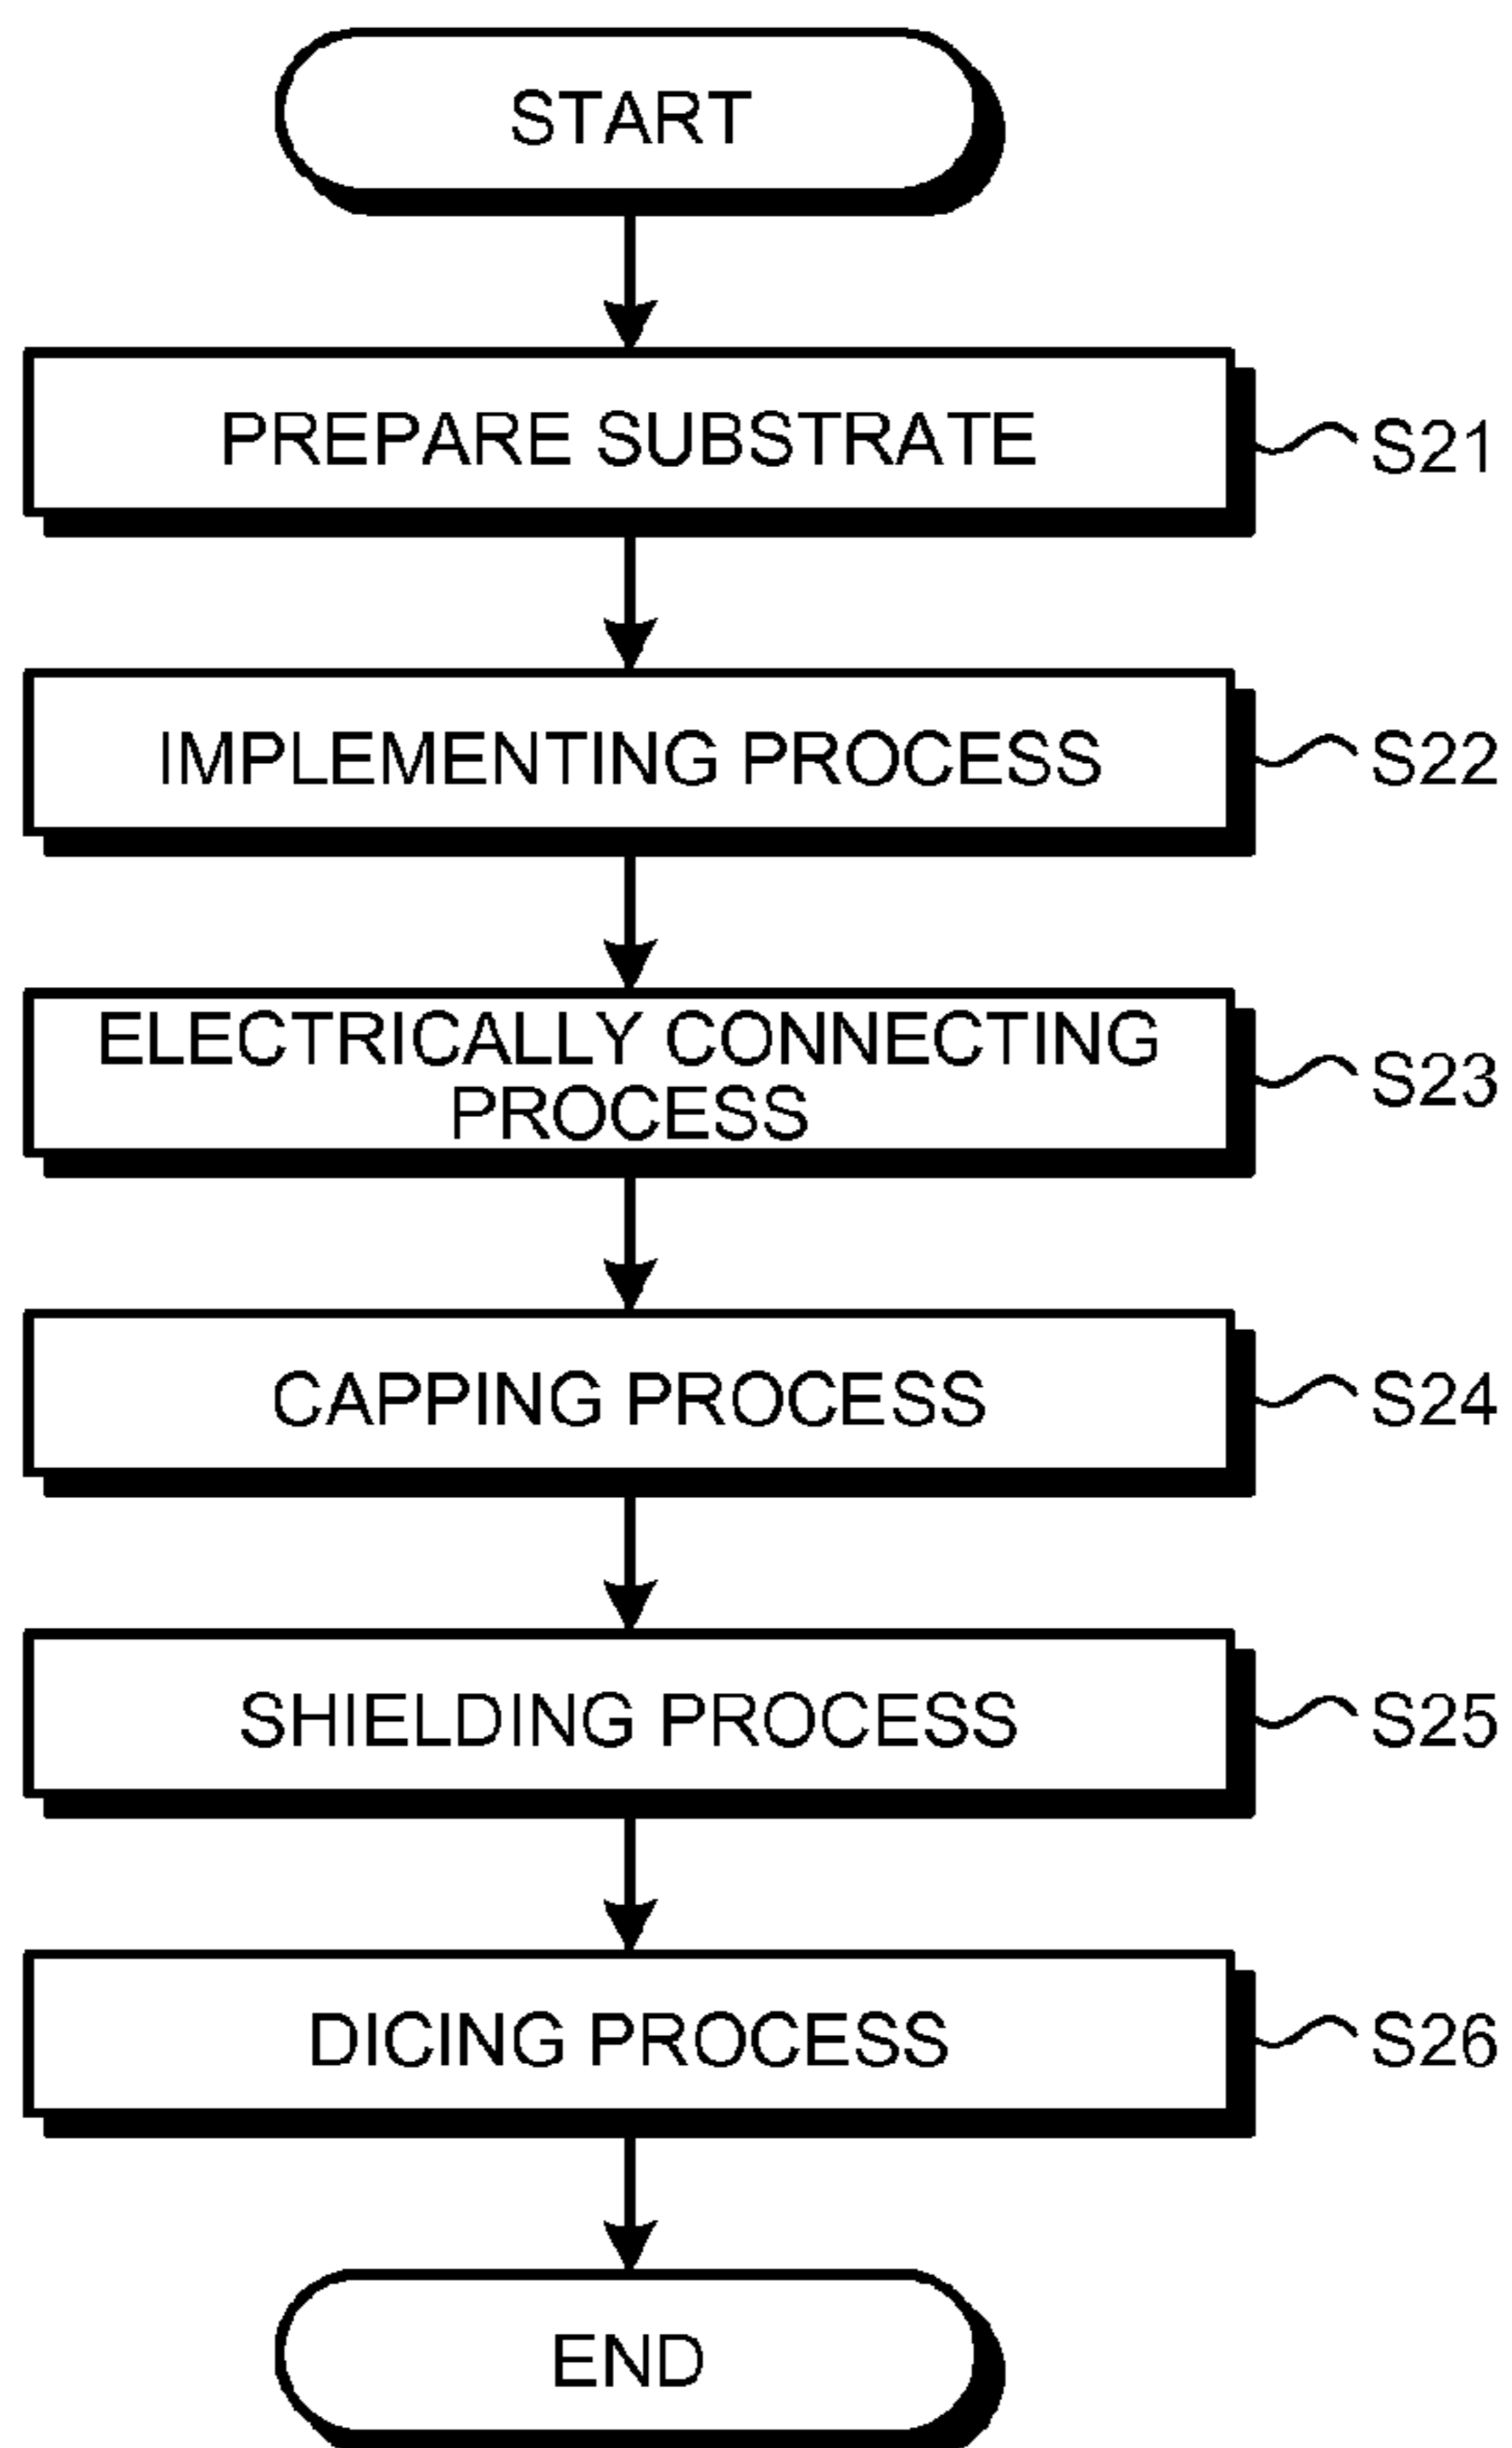 START
PREPARE SUBSTRATE
S21
IMPLEMENTING PROCESS
S22
ELECTRICALLY CONNECTING
PROCESS
S23
CAPPING PROCESS
S24
SHIELDING PROCESS
S25
DICING PROCESS
S26
END